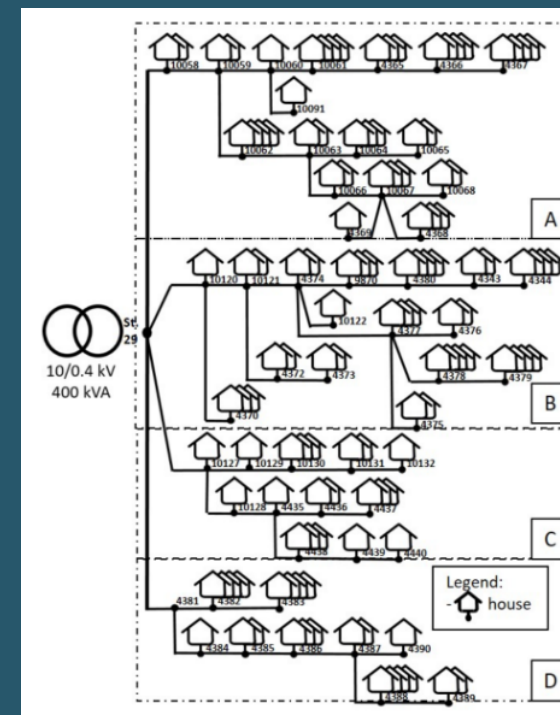 10058 10059 10060 10061 4365 4366 4367
10091
10062 10063 10064 10065
10066 10067 10068
4369 4368
A
10120 10121 4374 9870 4380 4343 4344
10122 4377 4376
4372 4373 4378 4379
4370 4375
B
St.
29
10/0.4 kV
400 kVA
10127 10129 10130 10131 10132
10128 4435 4436 4437
4438 4439 4440
C
4381 4382 4383
4384 4385 4386 4387 4390
4388 4389
Legend:
- house
D